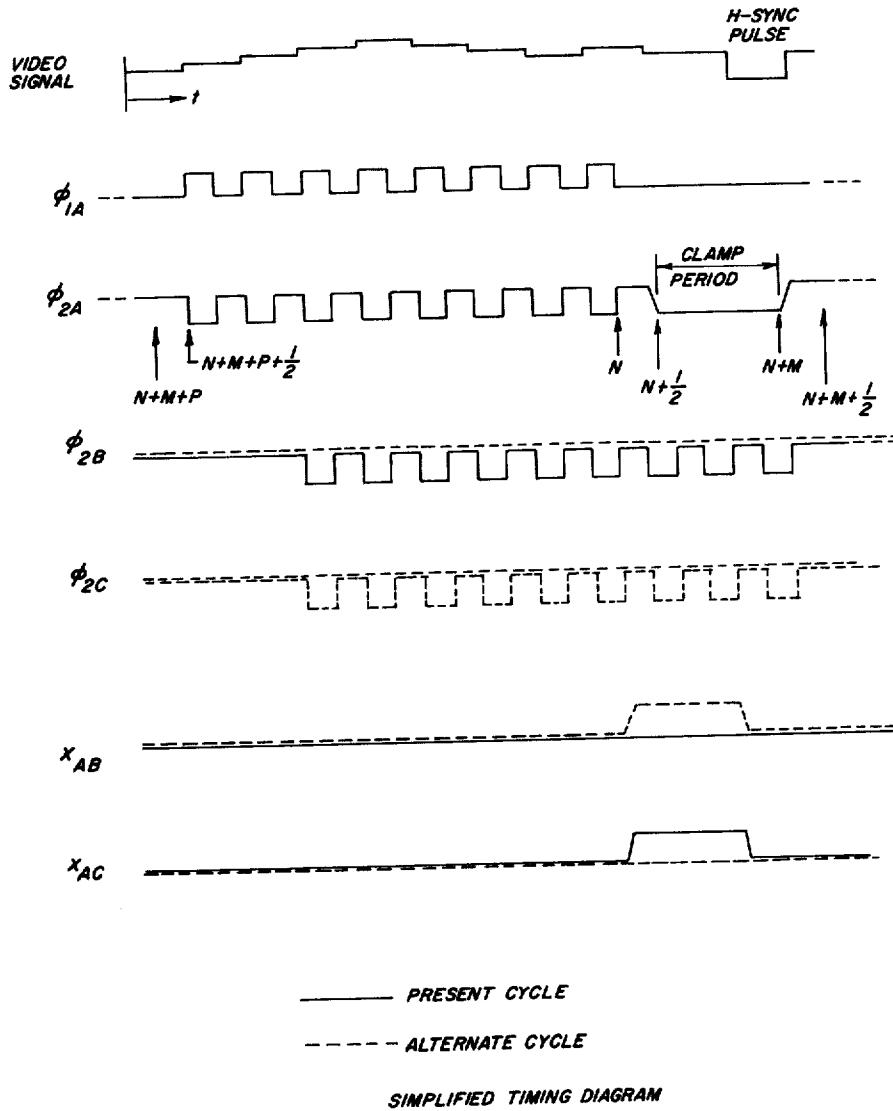 H-SYNC
PULSE
VIDEO
SIGNAL
t
ϕ1A
CLAMP
PERIOD
ϕ2A
N+M+P+1/2
N+M+P
N
N+1/2
N+M
N+M+1/2
ϕ2B
ϕ2C
XAB
XAC
PRESENT CYCLE
ALTERNATE CYCLE
SIMPLIFIED TIMING DIAGRAM